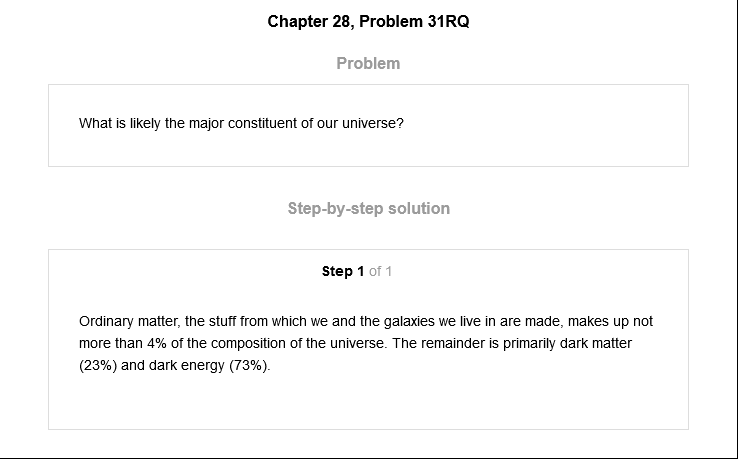 Chapter 28, Problem 31RQ
Problem
What is likely the major constituent of our universe?
Step-by-step solution
Step 1 of 1
Ordinary matter, the stuff from which we and the galaxies we live in are made, makes up not
more than 4% of the composition of the universe. The remainder is primarily dark matter
(23%) and dark energy (73%).